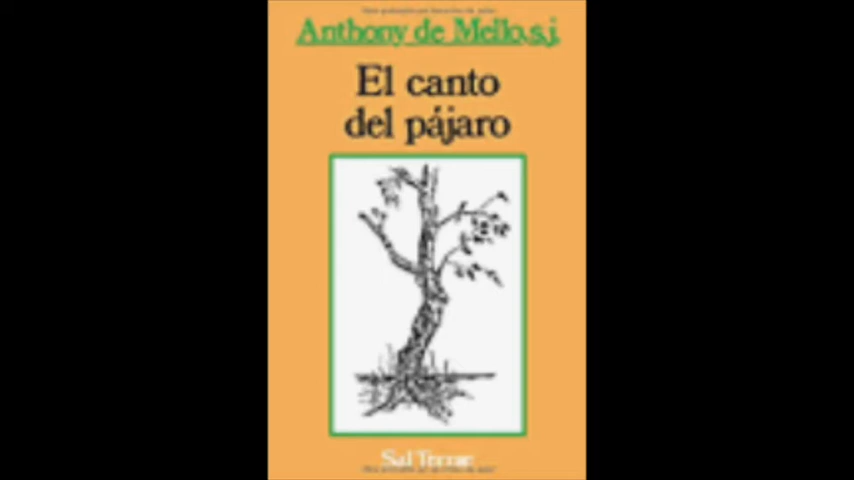 Anthony de Mello, s.j.
El canto
del pájaro
Sal Terrae